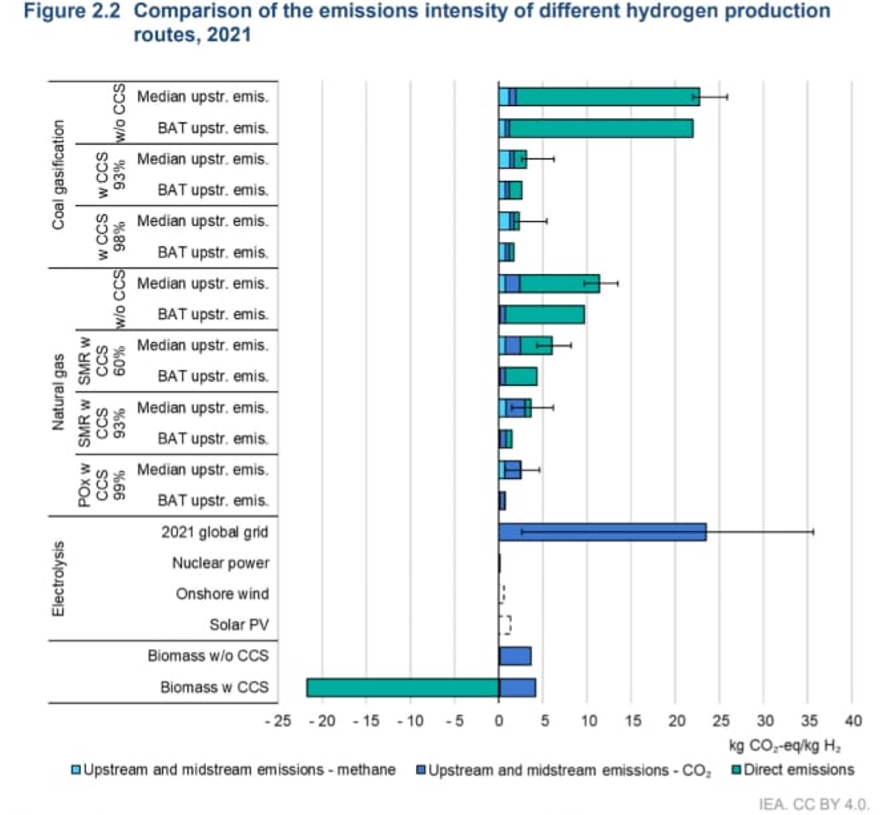 Figure 2.2 Comparison of the emissions intensity of different hydrogen production
routes, 2021
Coal gasification
w/o CCS
Median upstr. emis.
BAT upstr. emis.
w CCS
93%
Median upstr. emis.
BAT upstr. emis.
w CCS
98%
Median upstr. emis.
BAT upstr. emis.
Natural gas
w/o CCS
Median upstr. emis.
BAT upstr. emis.
SMR w
CCS
60%
Median upstr. emis.
BAT upstr. emis.
SMR w
CCS
93%
Median upstr. emis.
BAT upstr. emis.
POx w
CCS
99%
Median upstr. emis.
BAT upstr. emis.
Electrolysis
2021 global grid
Nuclear power
Onshore wind
Solar PV
Biomass w/o CCS
Biomass w CCS
-25 -20 -15 -10 -5 0 5 10 15 20 25 30 35 40
kg CO₂-eq/kg H₂
Upstream and midstream emissions - methane Upstream and midstream emissions - CO₂ Direct emissions
IEA. CC BY 4.0.